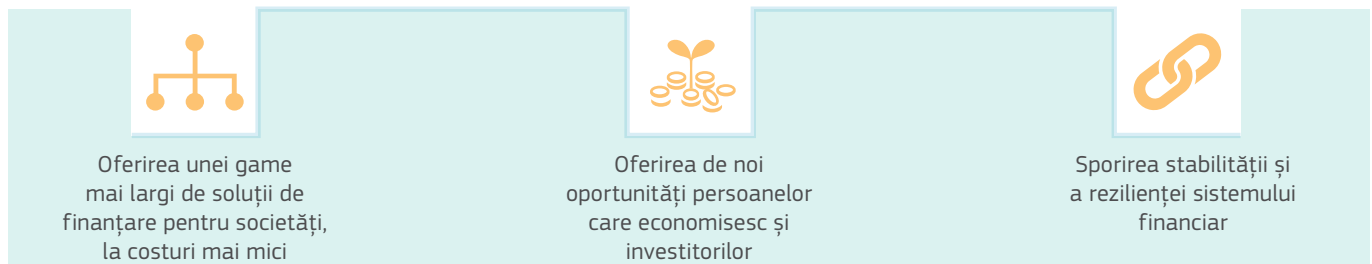 Oferirea unei game
mai largi de soluții de
finanțare pentru societăți,
la costuri mai mici
Oferirea de noi
oportunități persoanelor
care economisesc și
investitorilor
Sporirea stabilității și
a rezilienței sistemului
financiar